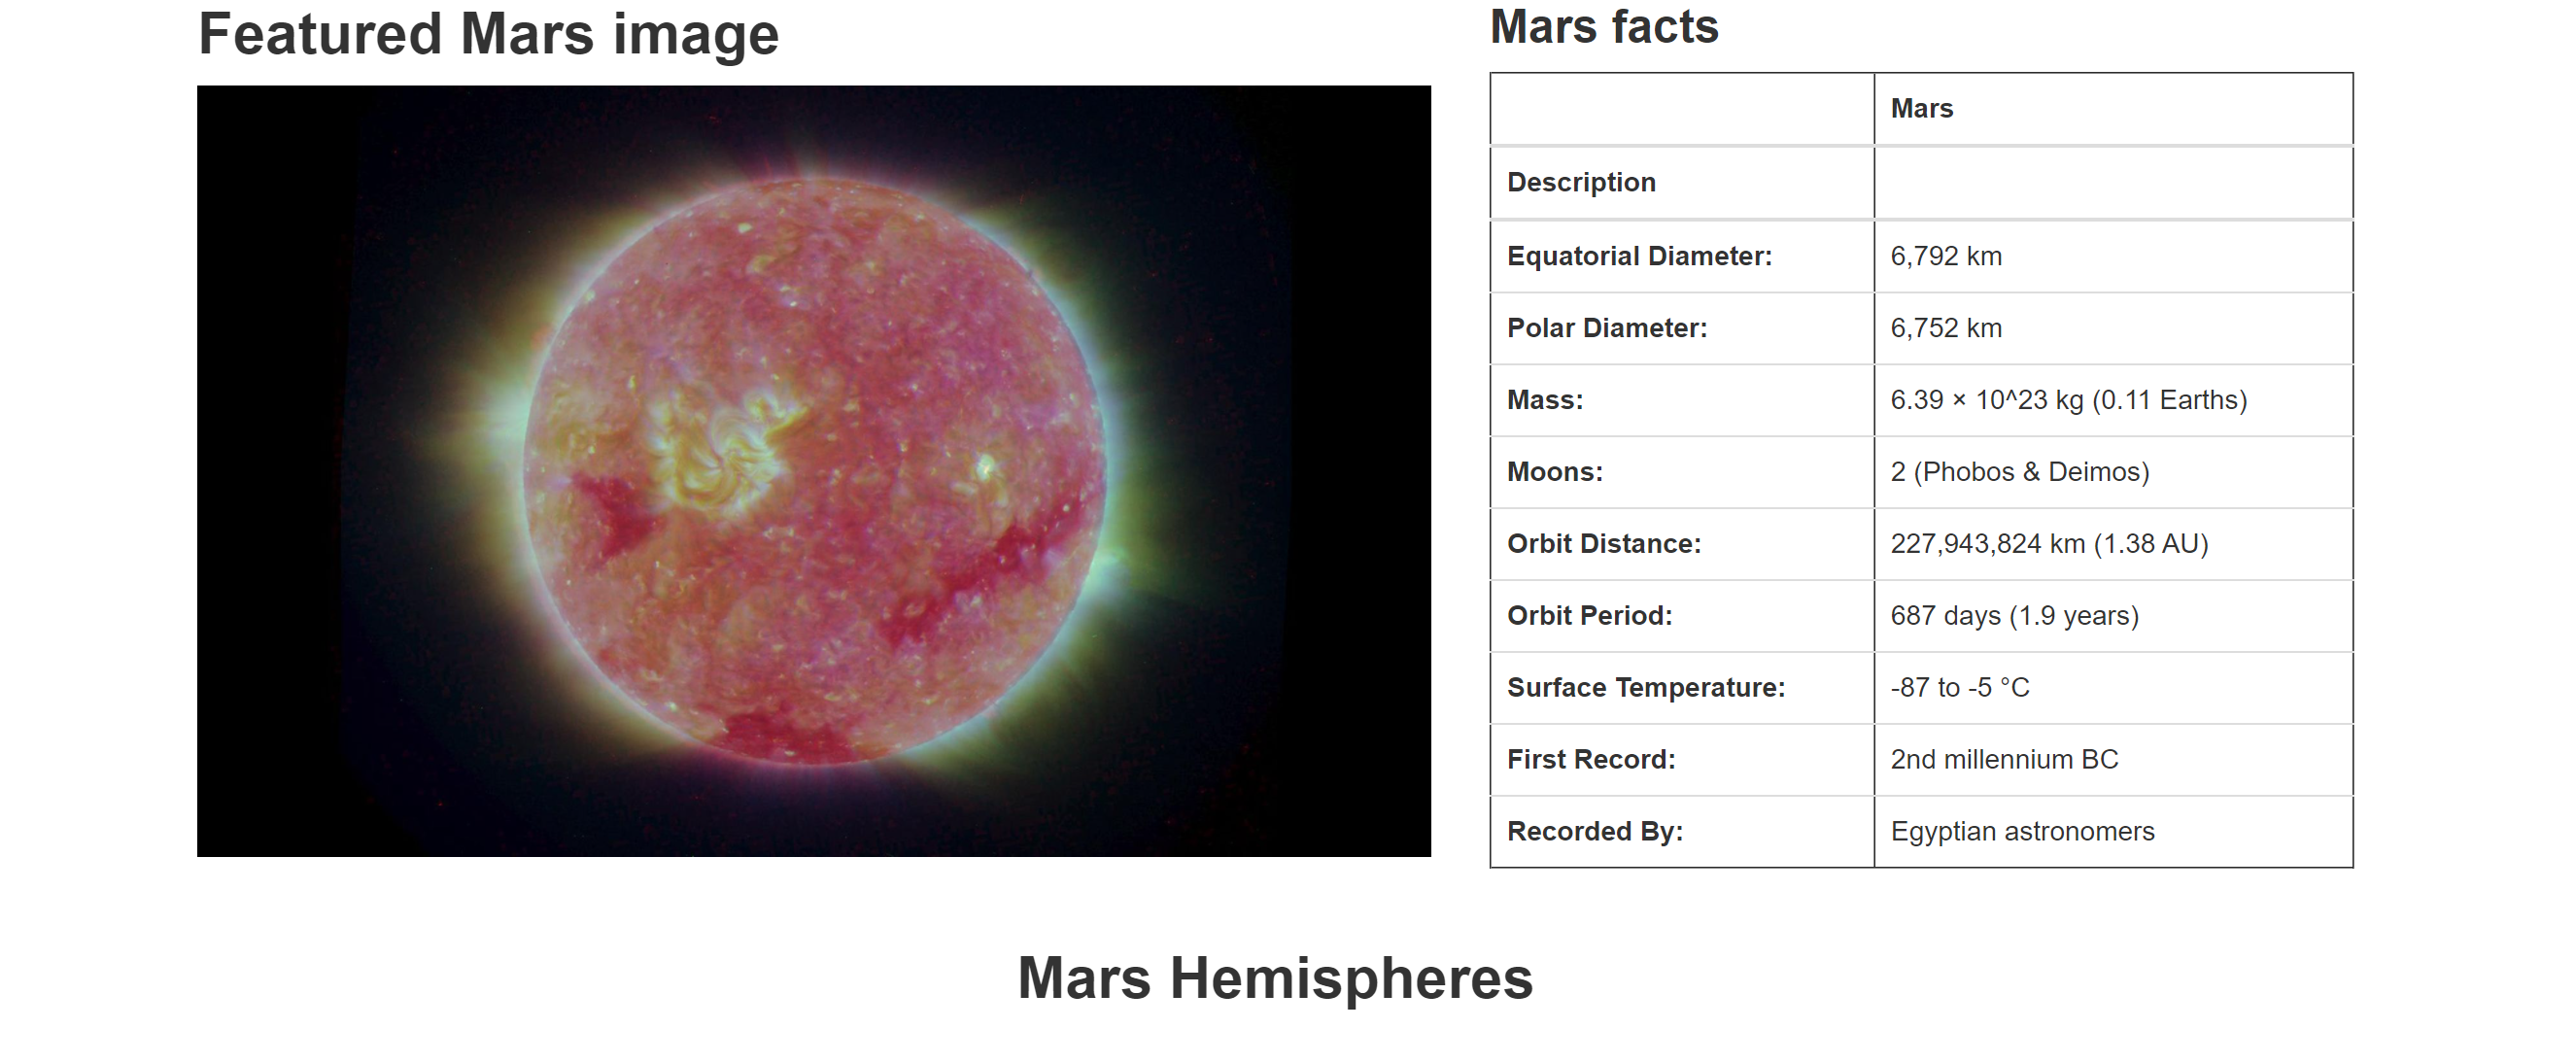 Featured Mars image
Mars facts
Mars
Description
Equatorial Diameter: 6,792 km
Polar Diameter: 6,752 km
Mass: 6.39 × 10^23 kg (0.11 Earths)
Moons: 2 (Phobos & Deimos)
Orbit Distance: 227,943,824 km (1.38 AU)
Orbit Period: 687 days (1.9 years)
Surface Temperature: -87 to -5 °C
First Record: 2nd millennium BC
Recorded By: Egyptian astronomers
Mars Hemispheres